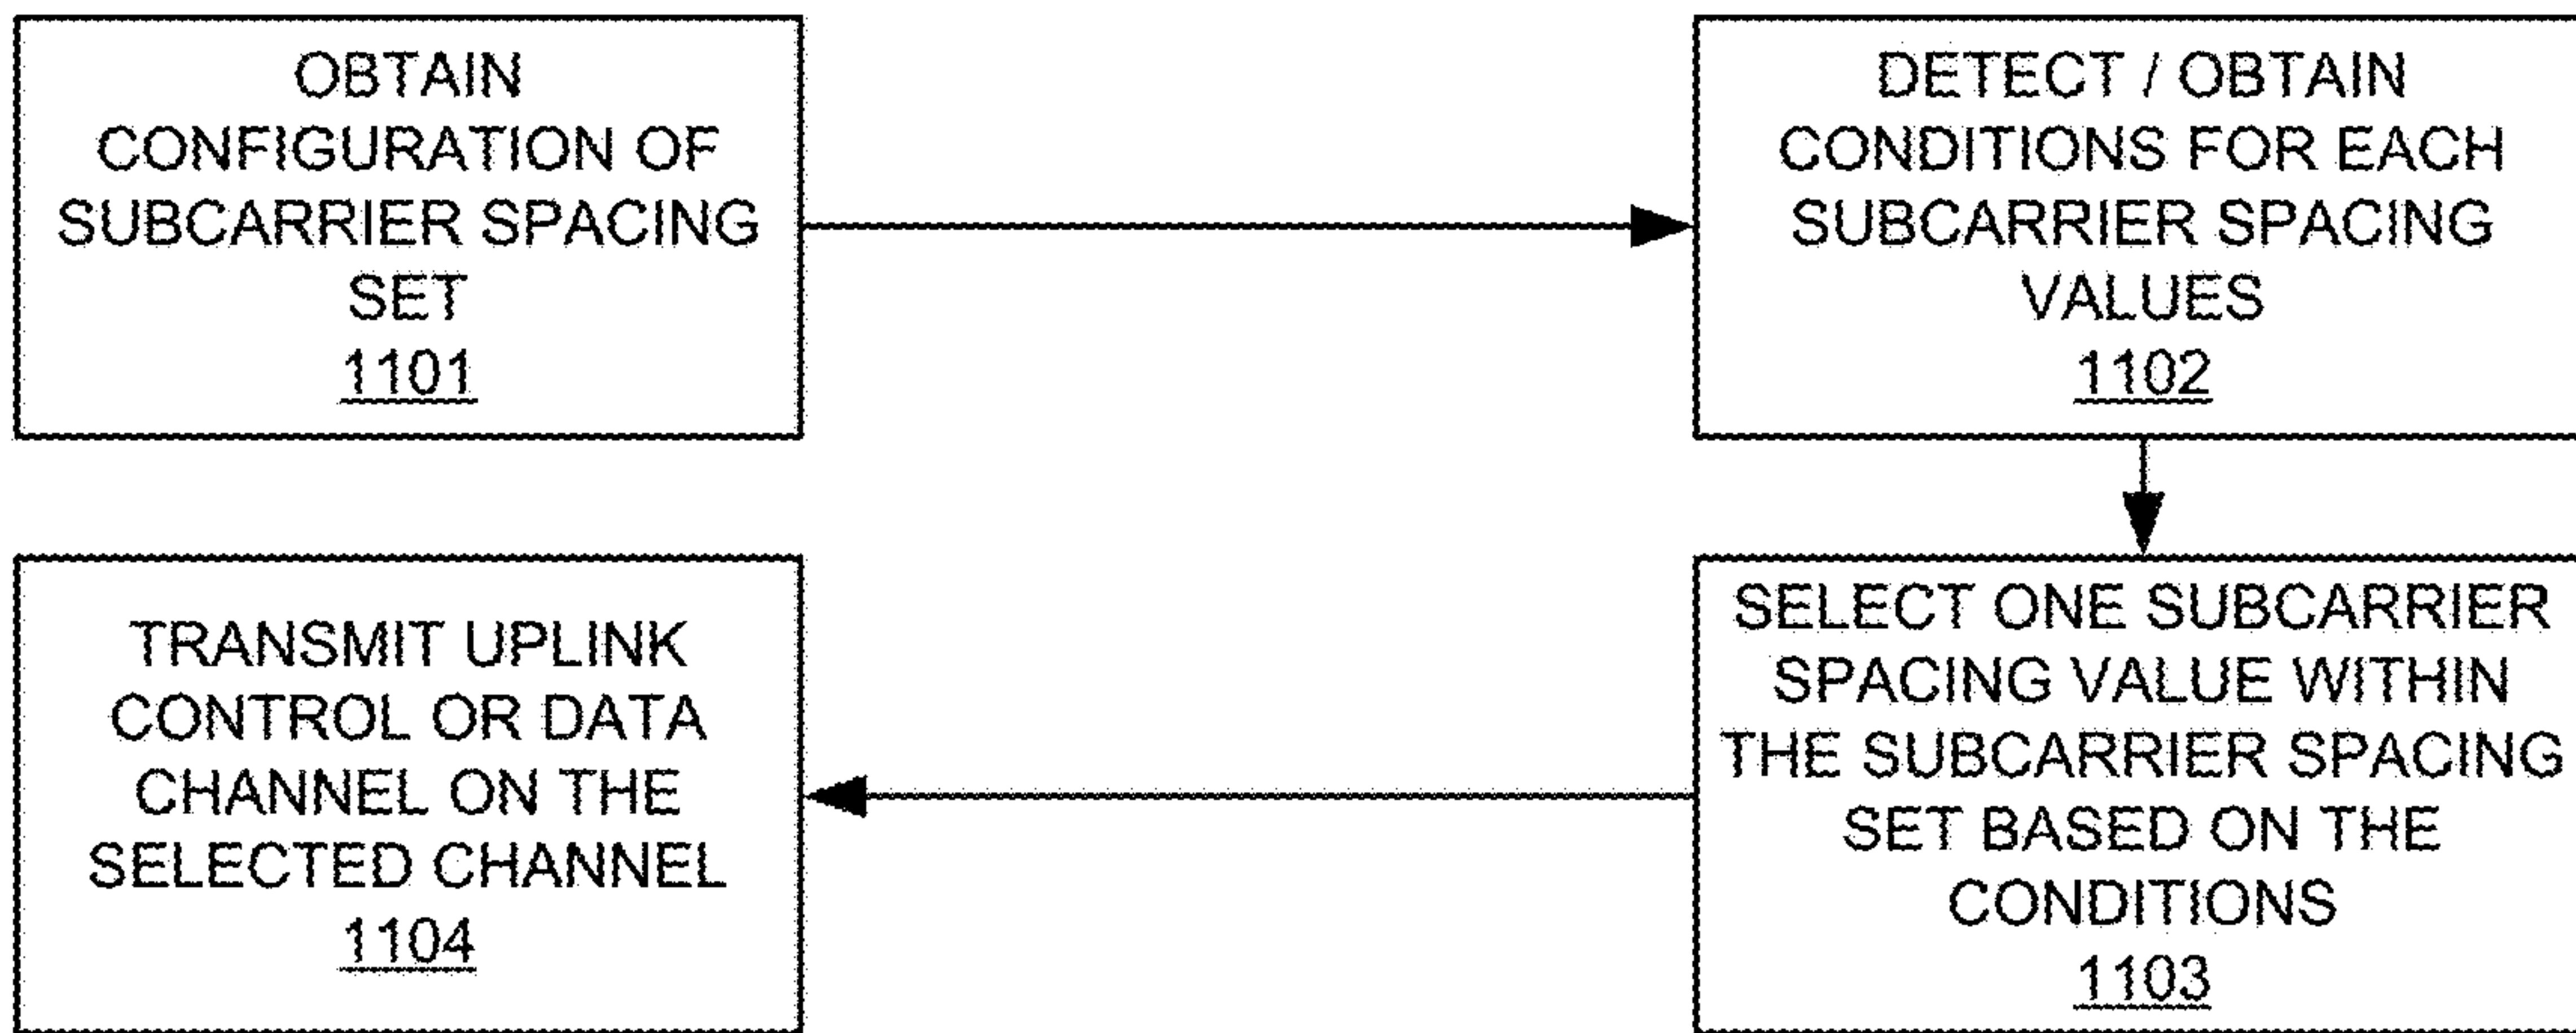 OBTAIN
CONFIGURATION OF
SUBCARRIER SPACING
SET
1101
DETECT / OBTAIN
CONDITIONS FOR EACH
SUBCARRIER SPACING
VALUES
1102
SELECT ONE SUBCARRIER
SPACING VALUE WITHIN
THE SUBCARRIER SPACING
SET BASED ON THE
CONDITIONS
1103
TRANSMIT UPLINK
CONTROL OR DATA
CHANNEL ON THE
SELECTED CHANNEL
1104